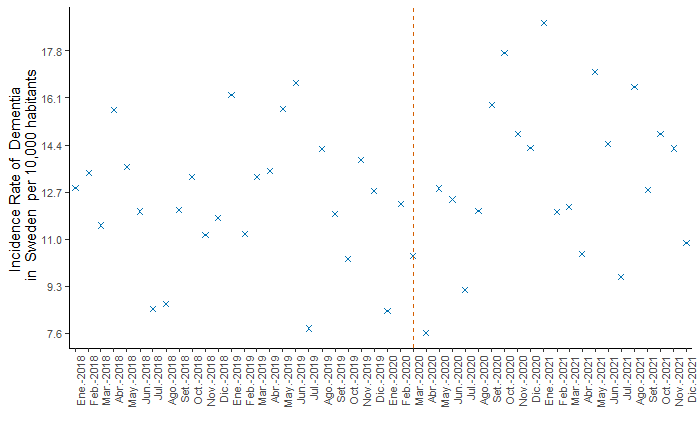 Incidence Rate of Dementia
in Sweden per 10,000 habitants
17.8
16.1
14.4
12.7
11.0
9.3
7.6
Ene.-2018
Feb.-2018
Mar.-2018
Abr.-2018
May.-2018
Jun.-2018
Jul.-2018
Ago.-2018
Set.-2018
Oct.-2018
Nov.-2018
Dic.-2018
Ene.-2019
Feb.-2019
Mar.-2019
Abr.-2019
May.-2019
Jun.-2019
Jul.-2019
Ago.-2019
Set.-2019
Oct.-2019
Nov.-2019
Dic.-2019
Ene.-2020
Feb.-2020
Mar.-2020
Abr.-2020
May.-2020
Jun.-2020
Jul.-2020
Ago.-2020
Set.-2020
Oct.-2020
Nov.-2020
Dic.-2020
Ene.-2021
Feb.-2021
Mar.-2021
Abr.-2021
May.-2021
Jun.-2021
Jul.-2021
Ago.-2021
Set.-2021
Oct.-2021
Nov.-2021
Dic.-2021